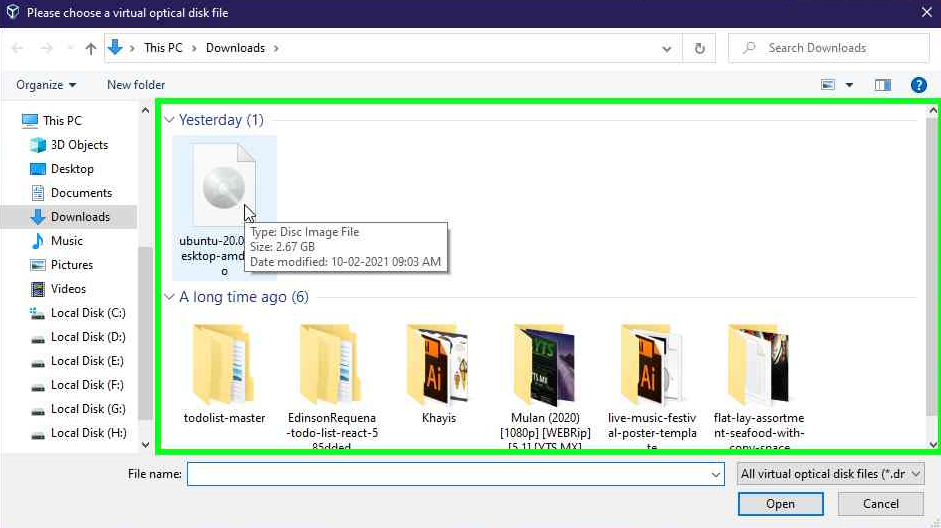 Please choose a virtual optical disk file
This PC > Downloads >
Search Downloads
Organize
New folder
This PC
3D Objects
Desktop
Documents
Downloads
Music
Pictures
Videos
Local Disk (C:)
Local Disk (D:)
Local Disk (E:)
Local Disk (F:)
Local Disk (G:)
Local Disk (H:)
Yesterday (1)
ubuntu-20.0
esktop-amd
o
Type: Disc Image File
Size: 2.67 GB
Date modified: 10-02-2021 09:03 AM
A long time ago (6)
todolist-master
EdinsonRequena
-todo-list-react-5
85dded
Khayis
Mulan (2020)
[1080p] [WEBRip]
[5.1] [YTS.MX]
live-music-festiv
al-poster-templa
te
flat-lay-assortme
nt-seafood-with-
copy-space
File name:
All virtual optical disk files (*.dr
Open
Cancel